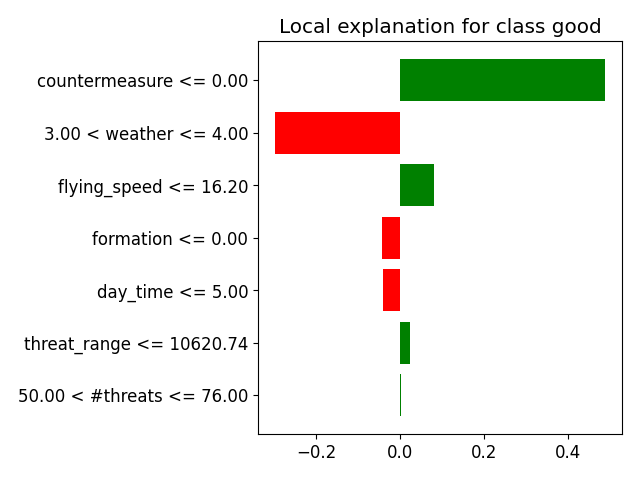 Local explanation for class good
countermeasure <= 0.00
3.00 < weather <= 4.00
flying_speed <= 16.20
formation <= 0.00
day_time <= 5.00
threat_range <= 10620.74
50.00 < #threats <= 76.00
−0.2 0.0 0.2 0.4